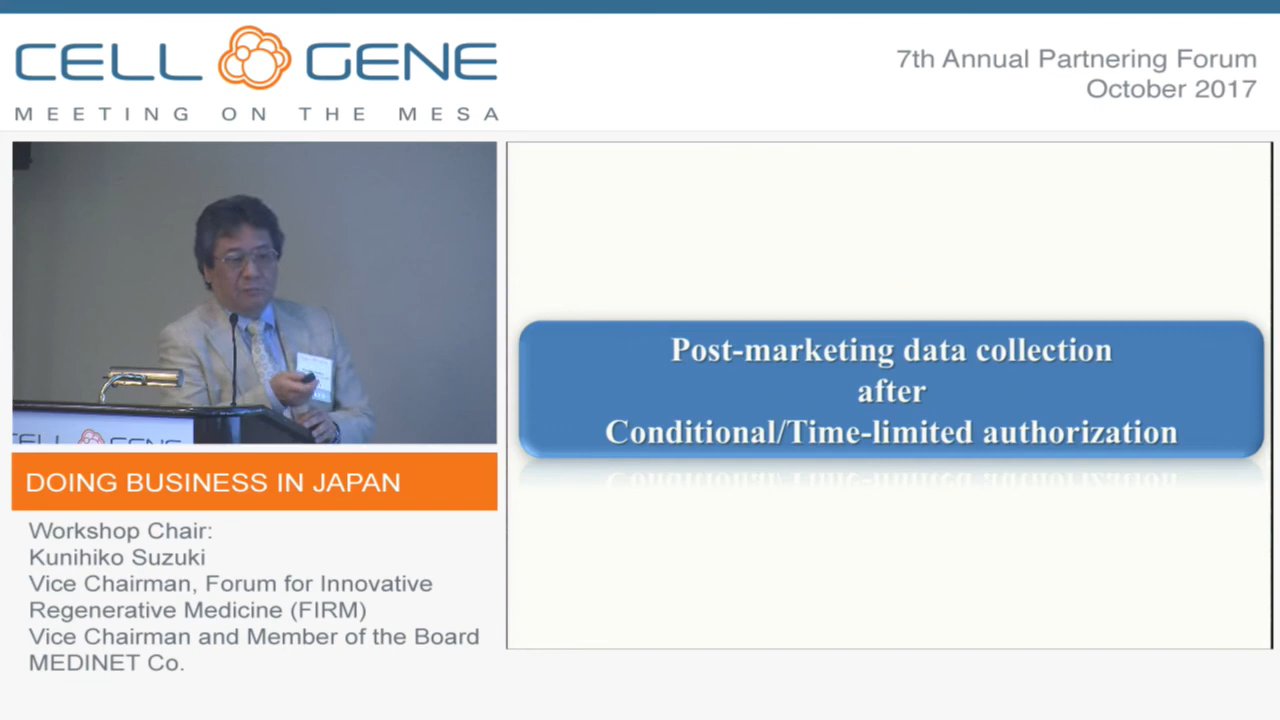 CELL GENE
MEETING ON THE MESA
7th Annual Partnering Forum
October 2017
Post-marketing data collection
after
Conditional/Time-limited authorization
CELL GENE
DOING BUSINESS IN JAPAN
Workshop Chair:
Kunihiko Suzuki
Vice Chairman, Forum for Innovative
Regenerative Medicine (FIRM)
Vice Chairman and Member of the Board
MEDINET Co.